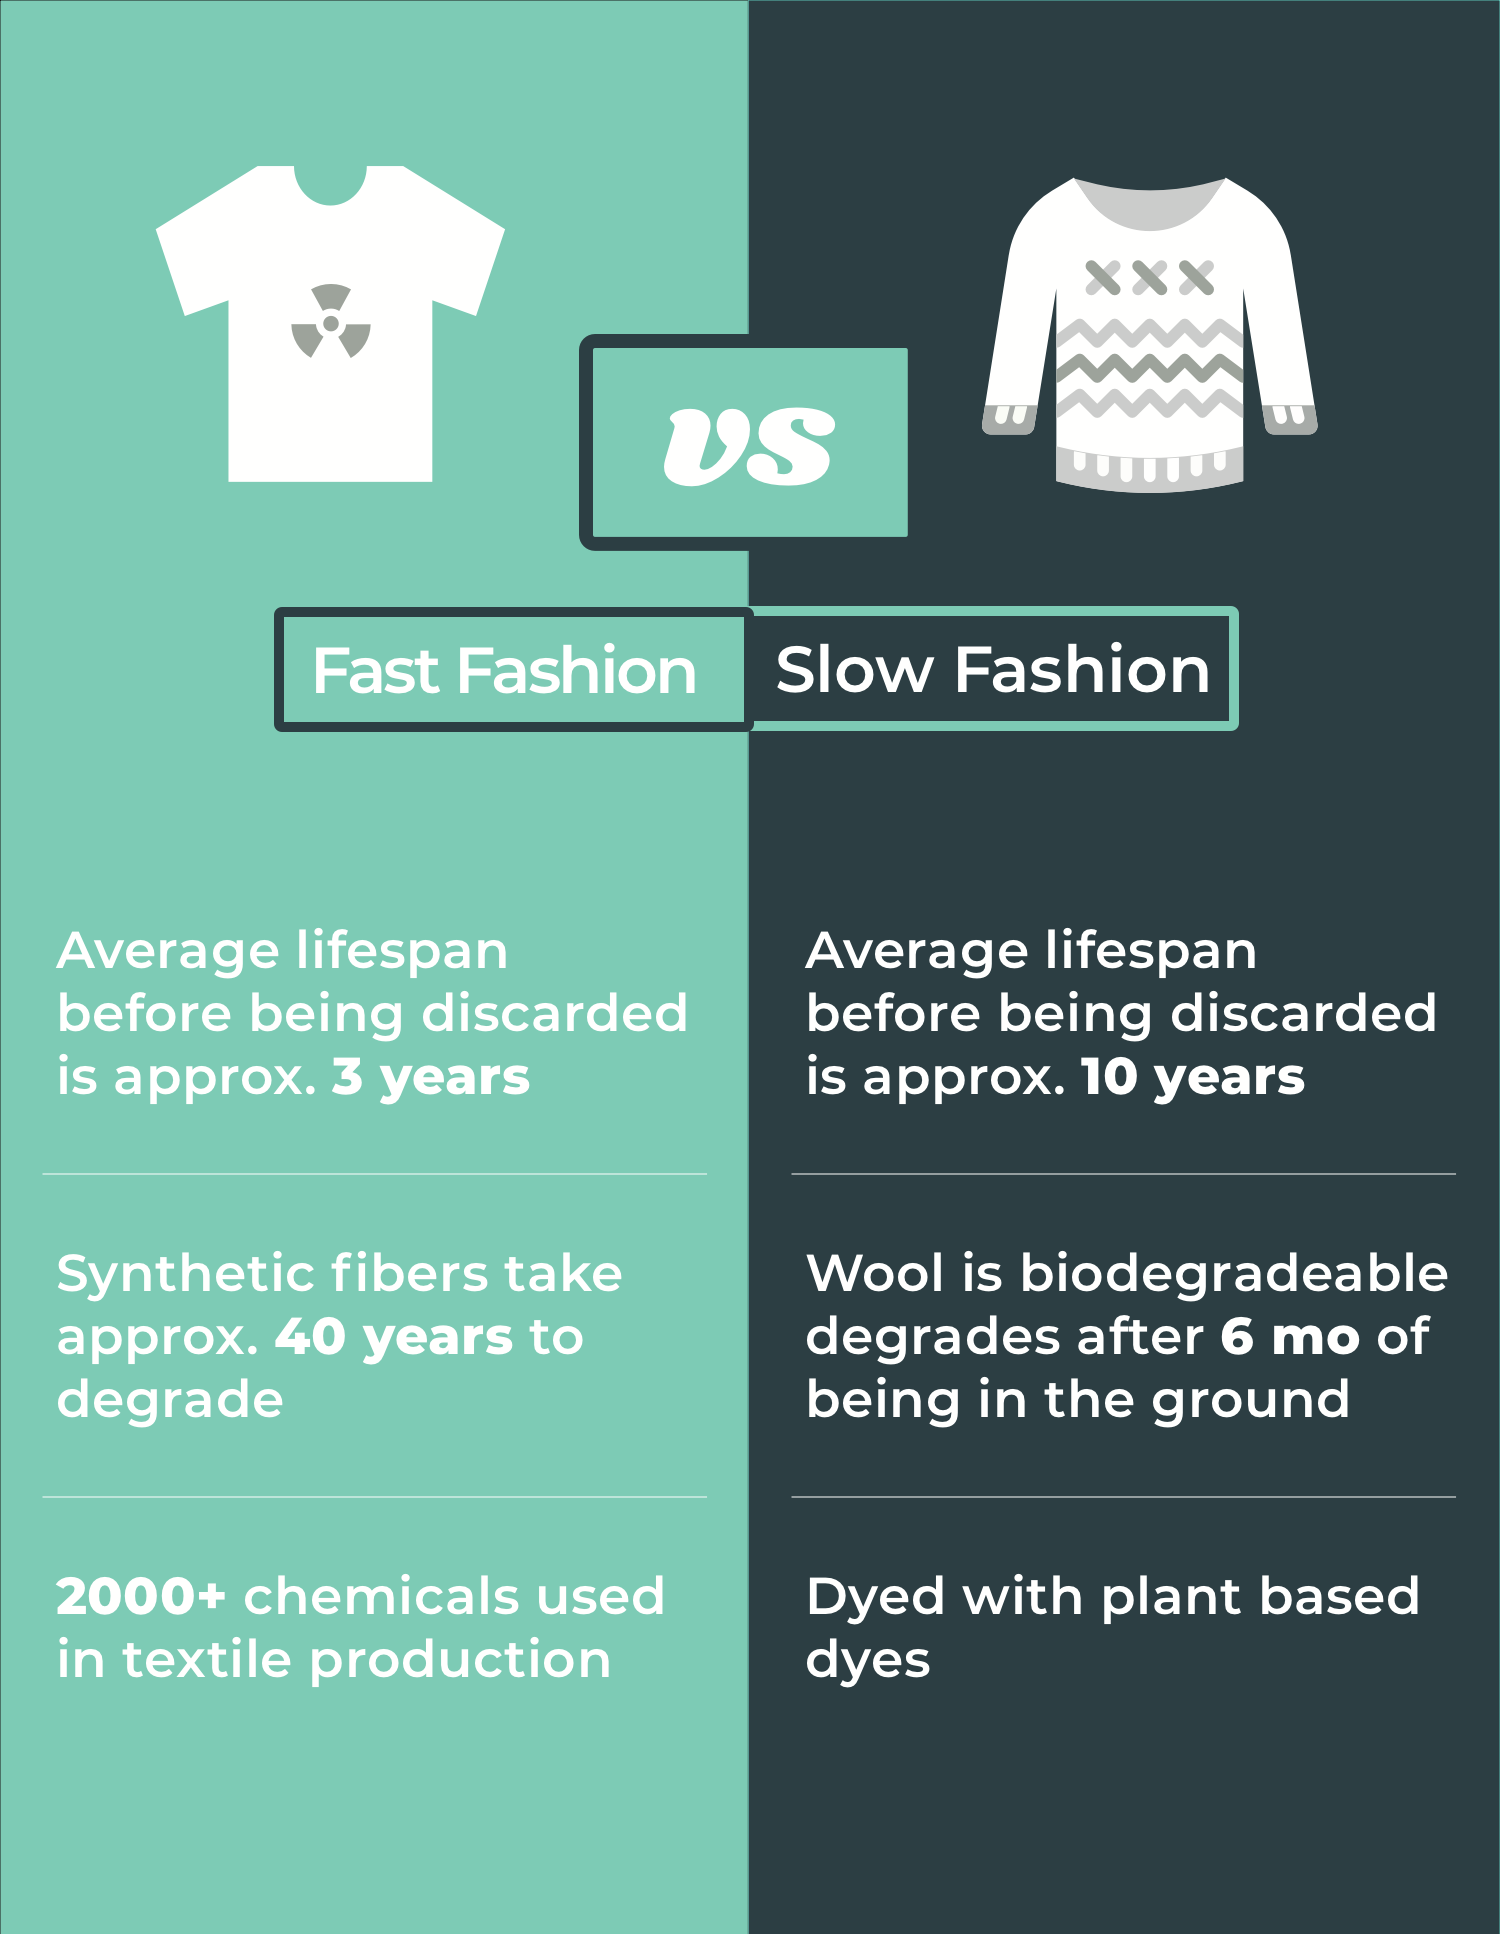 vs
Fast Fashion
Slow Fashion
Average lifespan
before being discarded
is approx. 3 years
Synthetic fibers take
approx. 40 years to
degrade
2000+ chemicals used
in textile production
Average lifespan
before being discarded
is approx. 10 years
Wool is biodegradeable
degrades after 6 mo of
being in the ground
Dyed with plant based
dyes